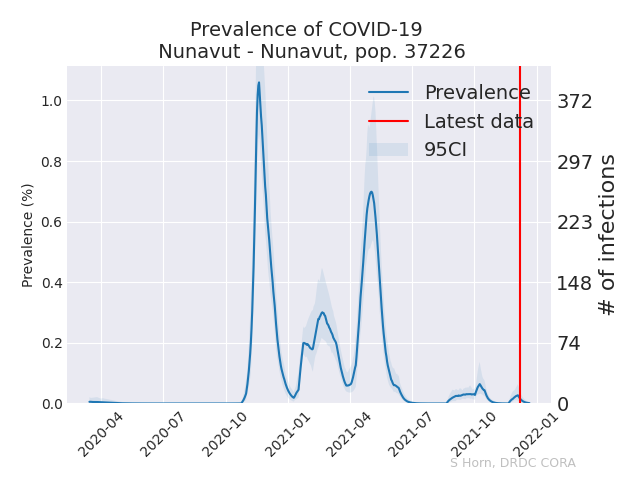 Prevalence of COVID-19
Nunavut - Nunavut, pop. 37226
Prevalence
Latest data
95CI
Prevalence (%)
1.0
0.8
0.6
0.4
0.2
0.0
372
297
223
148
74
0
# of infections
2020-04
2020-07
2020-10
2021-01
2021-04
2021-07
2021-10
2022-01
S Horn, DRDC CORA